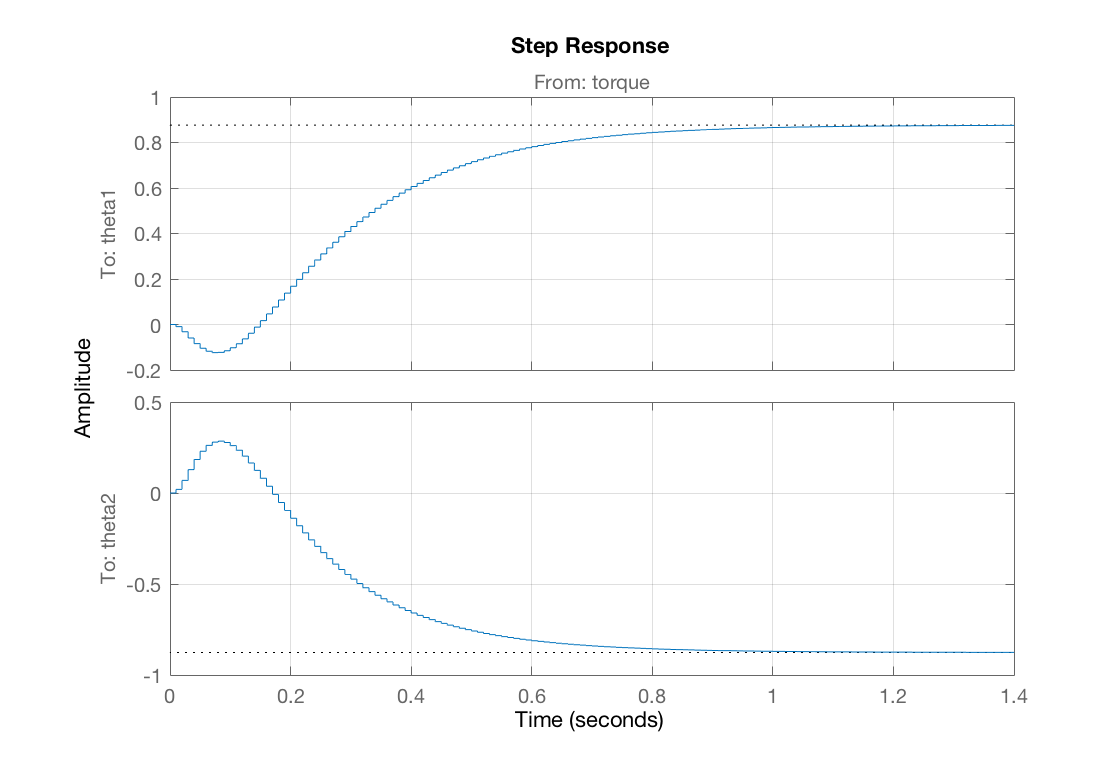 Step Response
From: torque
1
0.8
0.6
0.4
0.2
0
-0.2
To: theta1
Amplitude
0.5
0
-0.5
-1
To: theta2
0 0.2 0.4 0.6 0.8 1 1.2 1.4
Time (seconds)